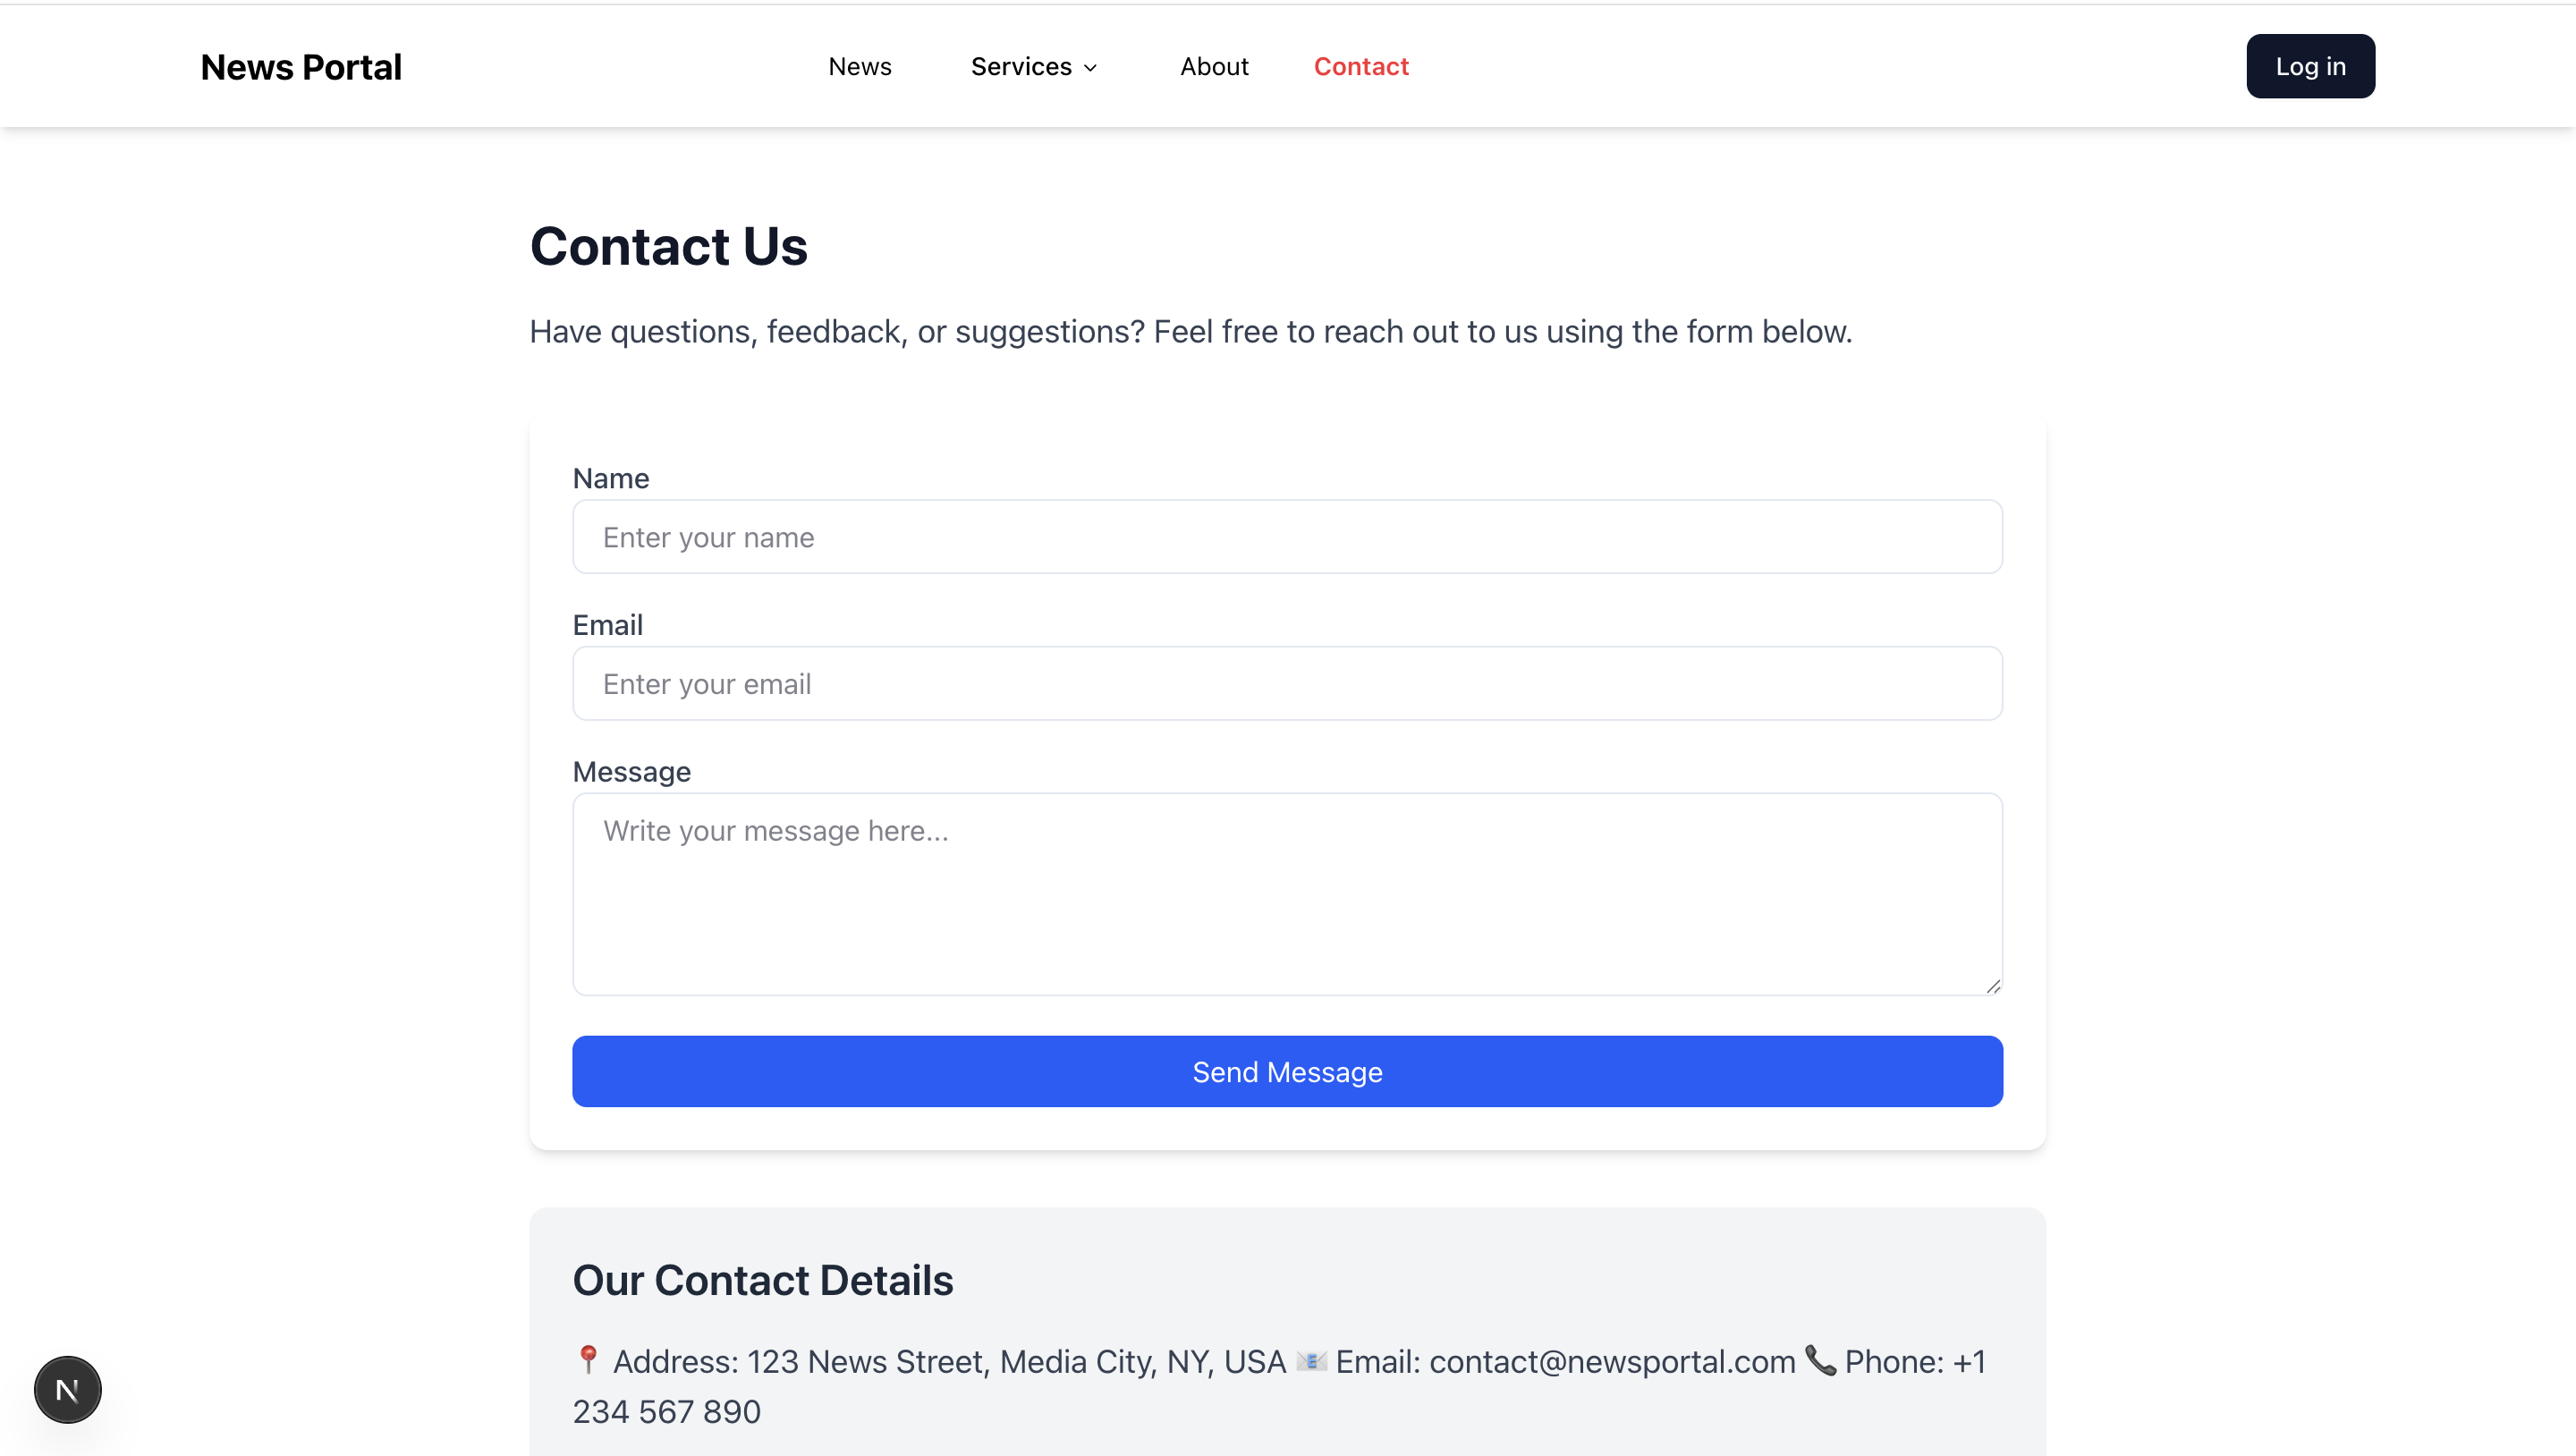 News Portal
News
Services
About
Contact
Log in
Contact Us
Have questions, feedback, or suggestions? Feel free to reach out to us using the form below.
Name
Enter your name
Email
Enter your email
Message
Write your message here...
Send Message
Our Contact Details
📍 Address: 123 News Street, Media City, NY, USA 📧 Email: contact@newsportal.com 📞 Phone: +1
234 567 890
N